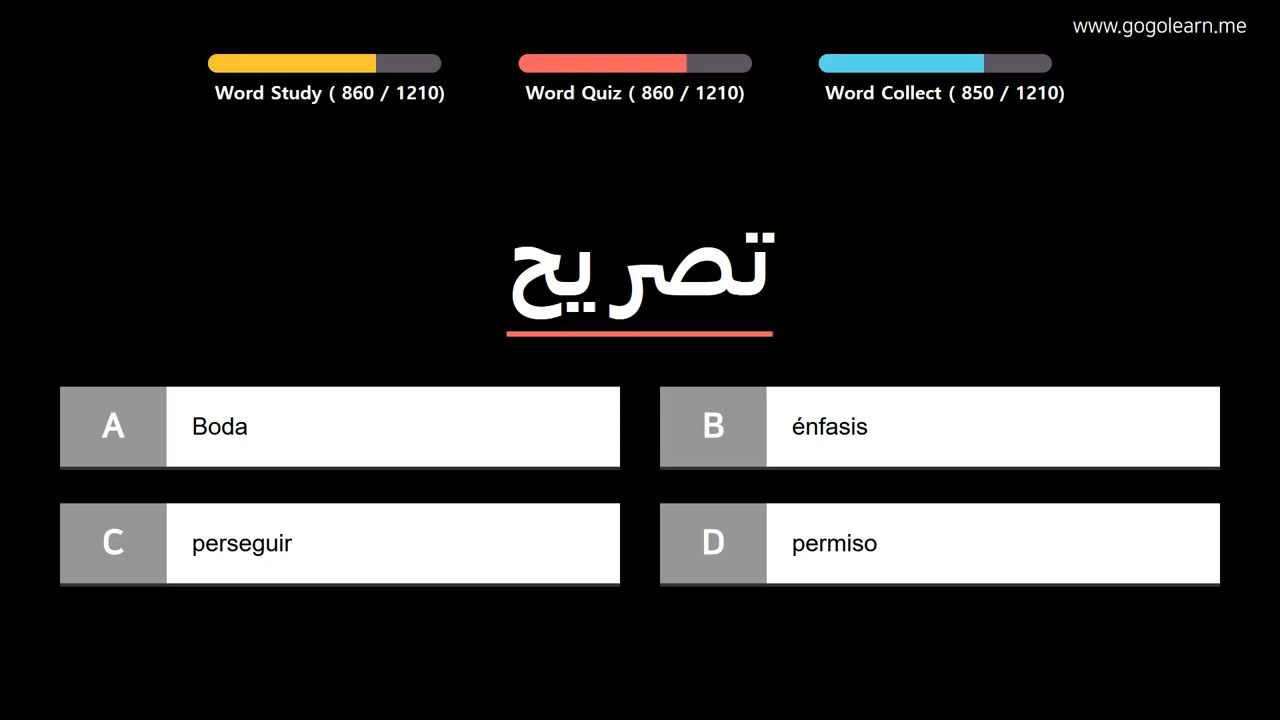 www.gogolearn.me
Word Study ( 860 / 1210)
Word Quiz ( 860 / 1210)
Word Collect ( 850 / 1210)
تصريح
A Boda
B énfasis
C perseguir
D permiso